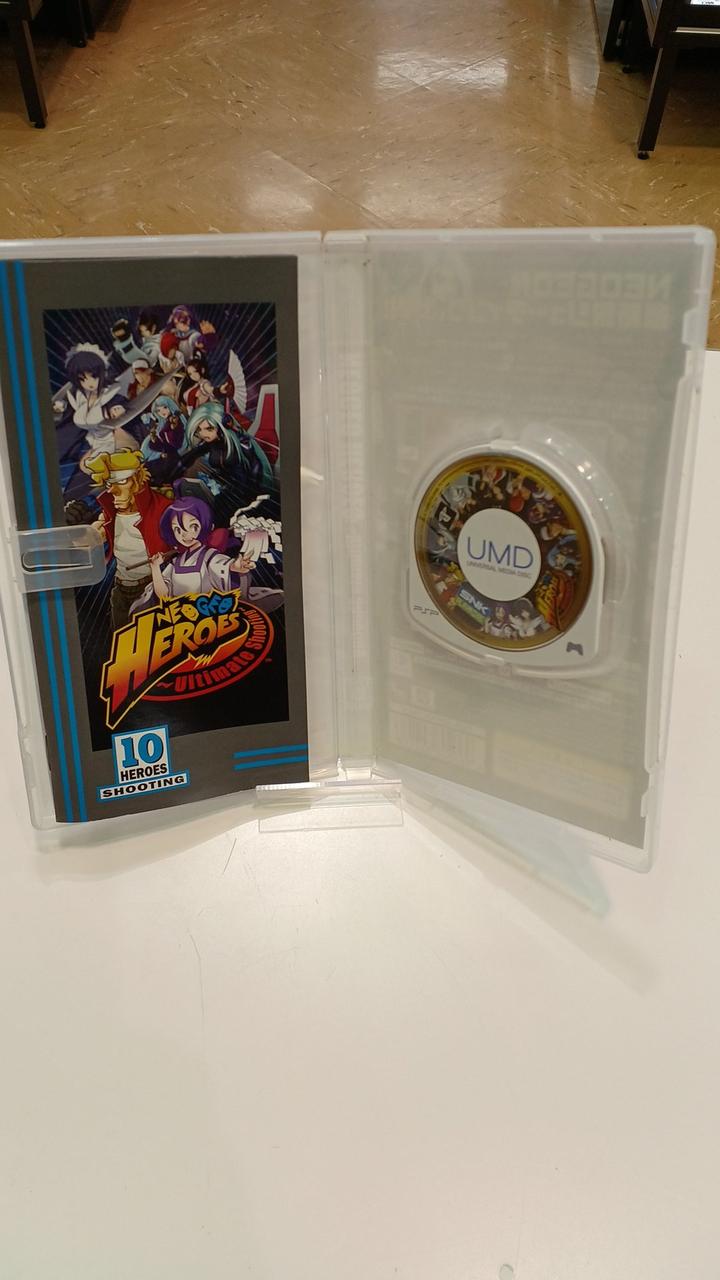 NEOGEO
HEROES
~Ultimate Shooting~
10
HEROES
SHOOTING
UMD
UNIVERSAL MEDIA DISC
PSP
SNK